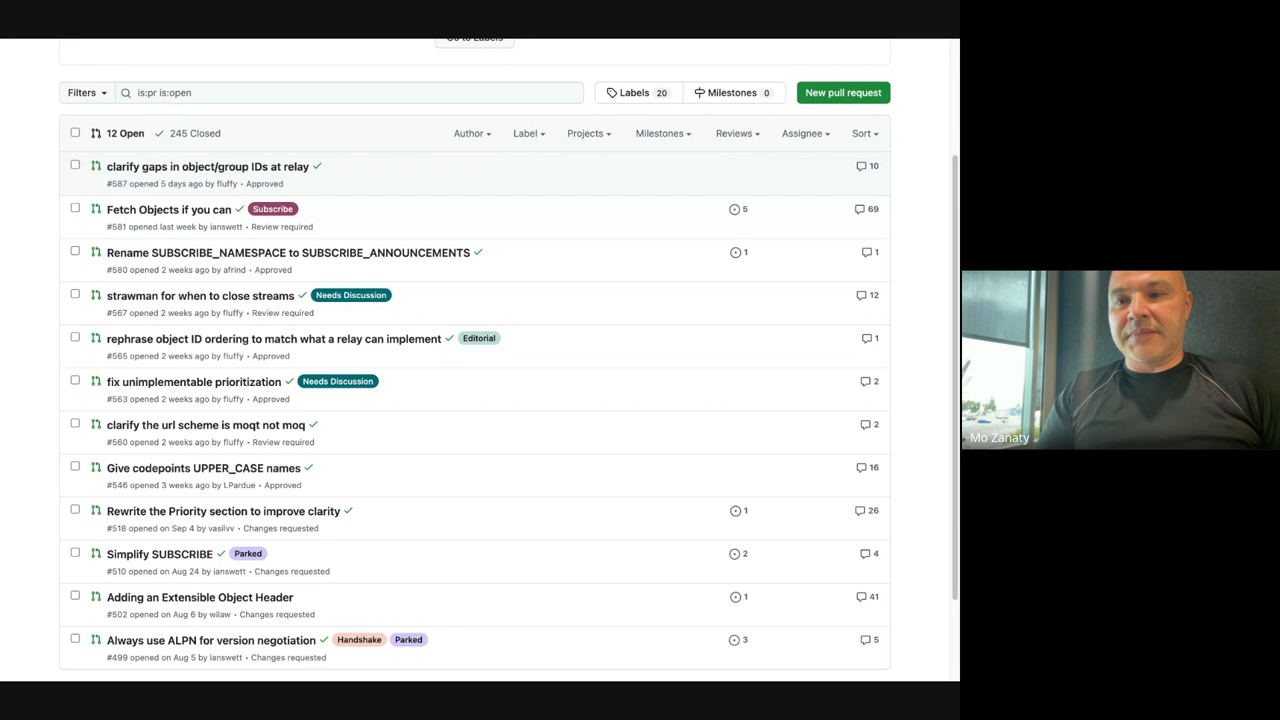 Go to Labels
Filters is:pr is:open Labels 20 Milestones 0 New pull request
12 Open 245 Closed Author Label Projects Milestones Reviews Assignee Sort
clarify gaps in object/group IDs at relay 10
#587 opened 5 days ago by fluffy • Approved
Fetch Objects if you can Subscribe 5 69
#581 opened last week by ianswett • Review required
Rename SUBSCRIBE_NAMESPACE to SUBSCRIBE_ANNOUNCEMENTS 1 1
#580 opened 2 weeks ago by afrind • Approved
strawman for when to close streams Needs Discussion 12
#567 opened 2 weeks ago by fluffy • Review required
rephrase object ID ordering to match what a relay can implement Editorial 1
#565 opened 2 weeks ago by fluffy • Approved
fix unimplementable prioritization Needs Discussion 2
#563 opened 2 weeks ago by fluffy • Approved
clarify the url scheme is moqt not moq 2
#560 opened 2 weeks ago by fluffy • Review required
Give codepoints UPPER_CASE names 16
#546 opened 3 weeks ago by LPardue • Approved
Rewrite the Priority section to improve clarity 1 26
#518 opened on Sep 4 by vasilvv • Changes requested
Simplify SUBSCRIBE Parked 2 4
#510 opened on Aug 24 by ianswett • Changes requested
Adding an Extensible Object Header 1 41
#502 opened on Aug 6 by wilaw • Changes requested
Always use ALPN for version negotiation Handshake Parked 3 5
#499 opened on Aug 5 by ianswett • Changes requested
Mo Zanaty